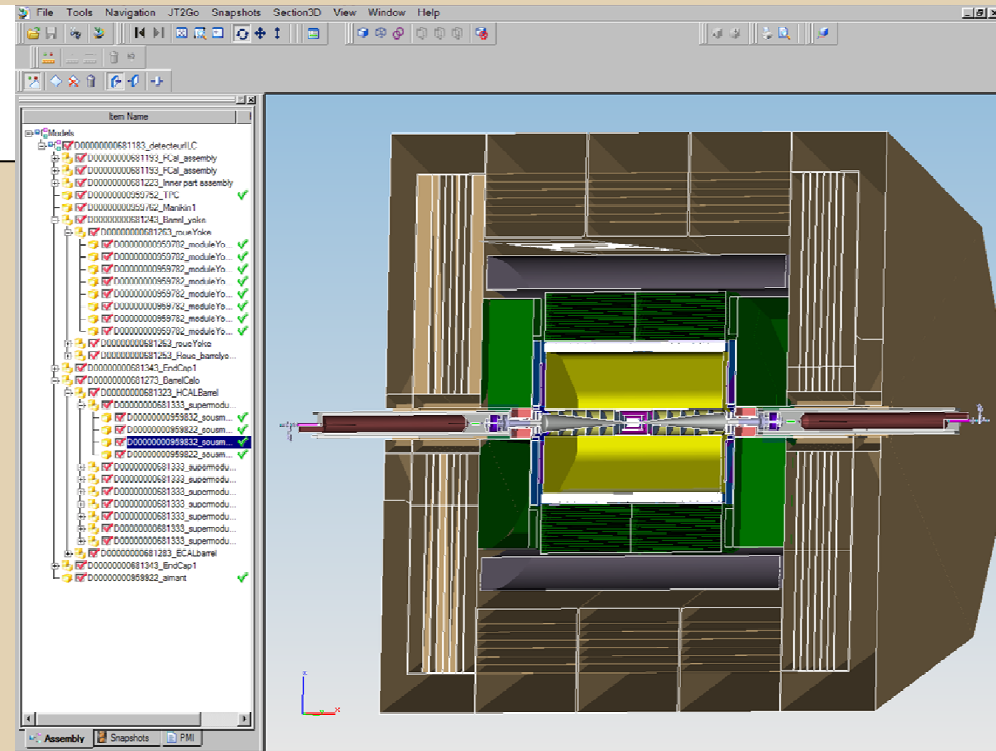 File Tools Navigation JT2Go Snapshots Section3D View Window Help
Item Name
Models
D00000000681183_detecteurILC
D00000000681193_FCal_assembly
D00000000681193_FCal_assembly
D00000000681223_Inner part assembly
D00000000959752_TPC
D00000000959762_Manikin1
D00000000681243_Barrel_yoke
D00000000681263_roueYoke
D00000000959782_moduleYo...
D00000000959782_moduleYo...
D00000000959782_moduleYo...
D00000000959782_moduleYo...
D00000000959782_moduleYo...
D00000000959782_moduleYo...
D00000000959782_moduleYo...
D00000000959782_moduleYo...
D00000000681263_roueYoke
D00000000681253_Roue_barrelyo...
D00000000681343_EndCap1
D00000000681273_BarrelCalo
D00000000681323_HCALBarrel
D00000000681333_supermodu...
D00000000959832_sousm...
D00000000959822_sousm...
D00000000959832_sousm...
D00000000959822_sousm...
D00000000681333_supermodu...
D00000000681333_supermodu...
D00000000681333_supermodu...
D00000000681333_supermodu...
D00000000681333_supermodu...
D00000000681333_supermodu...
D00000000681333_supermodu...
D00000000681283_ECALbarrel
D00000000681343_EndCap1
D00000000959922_aimant
Assembly Snapshots PMI